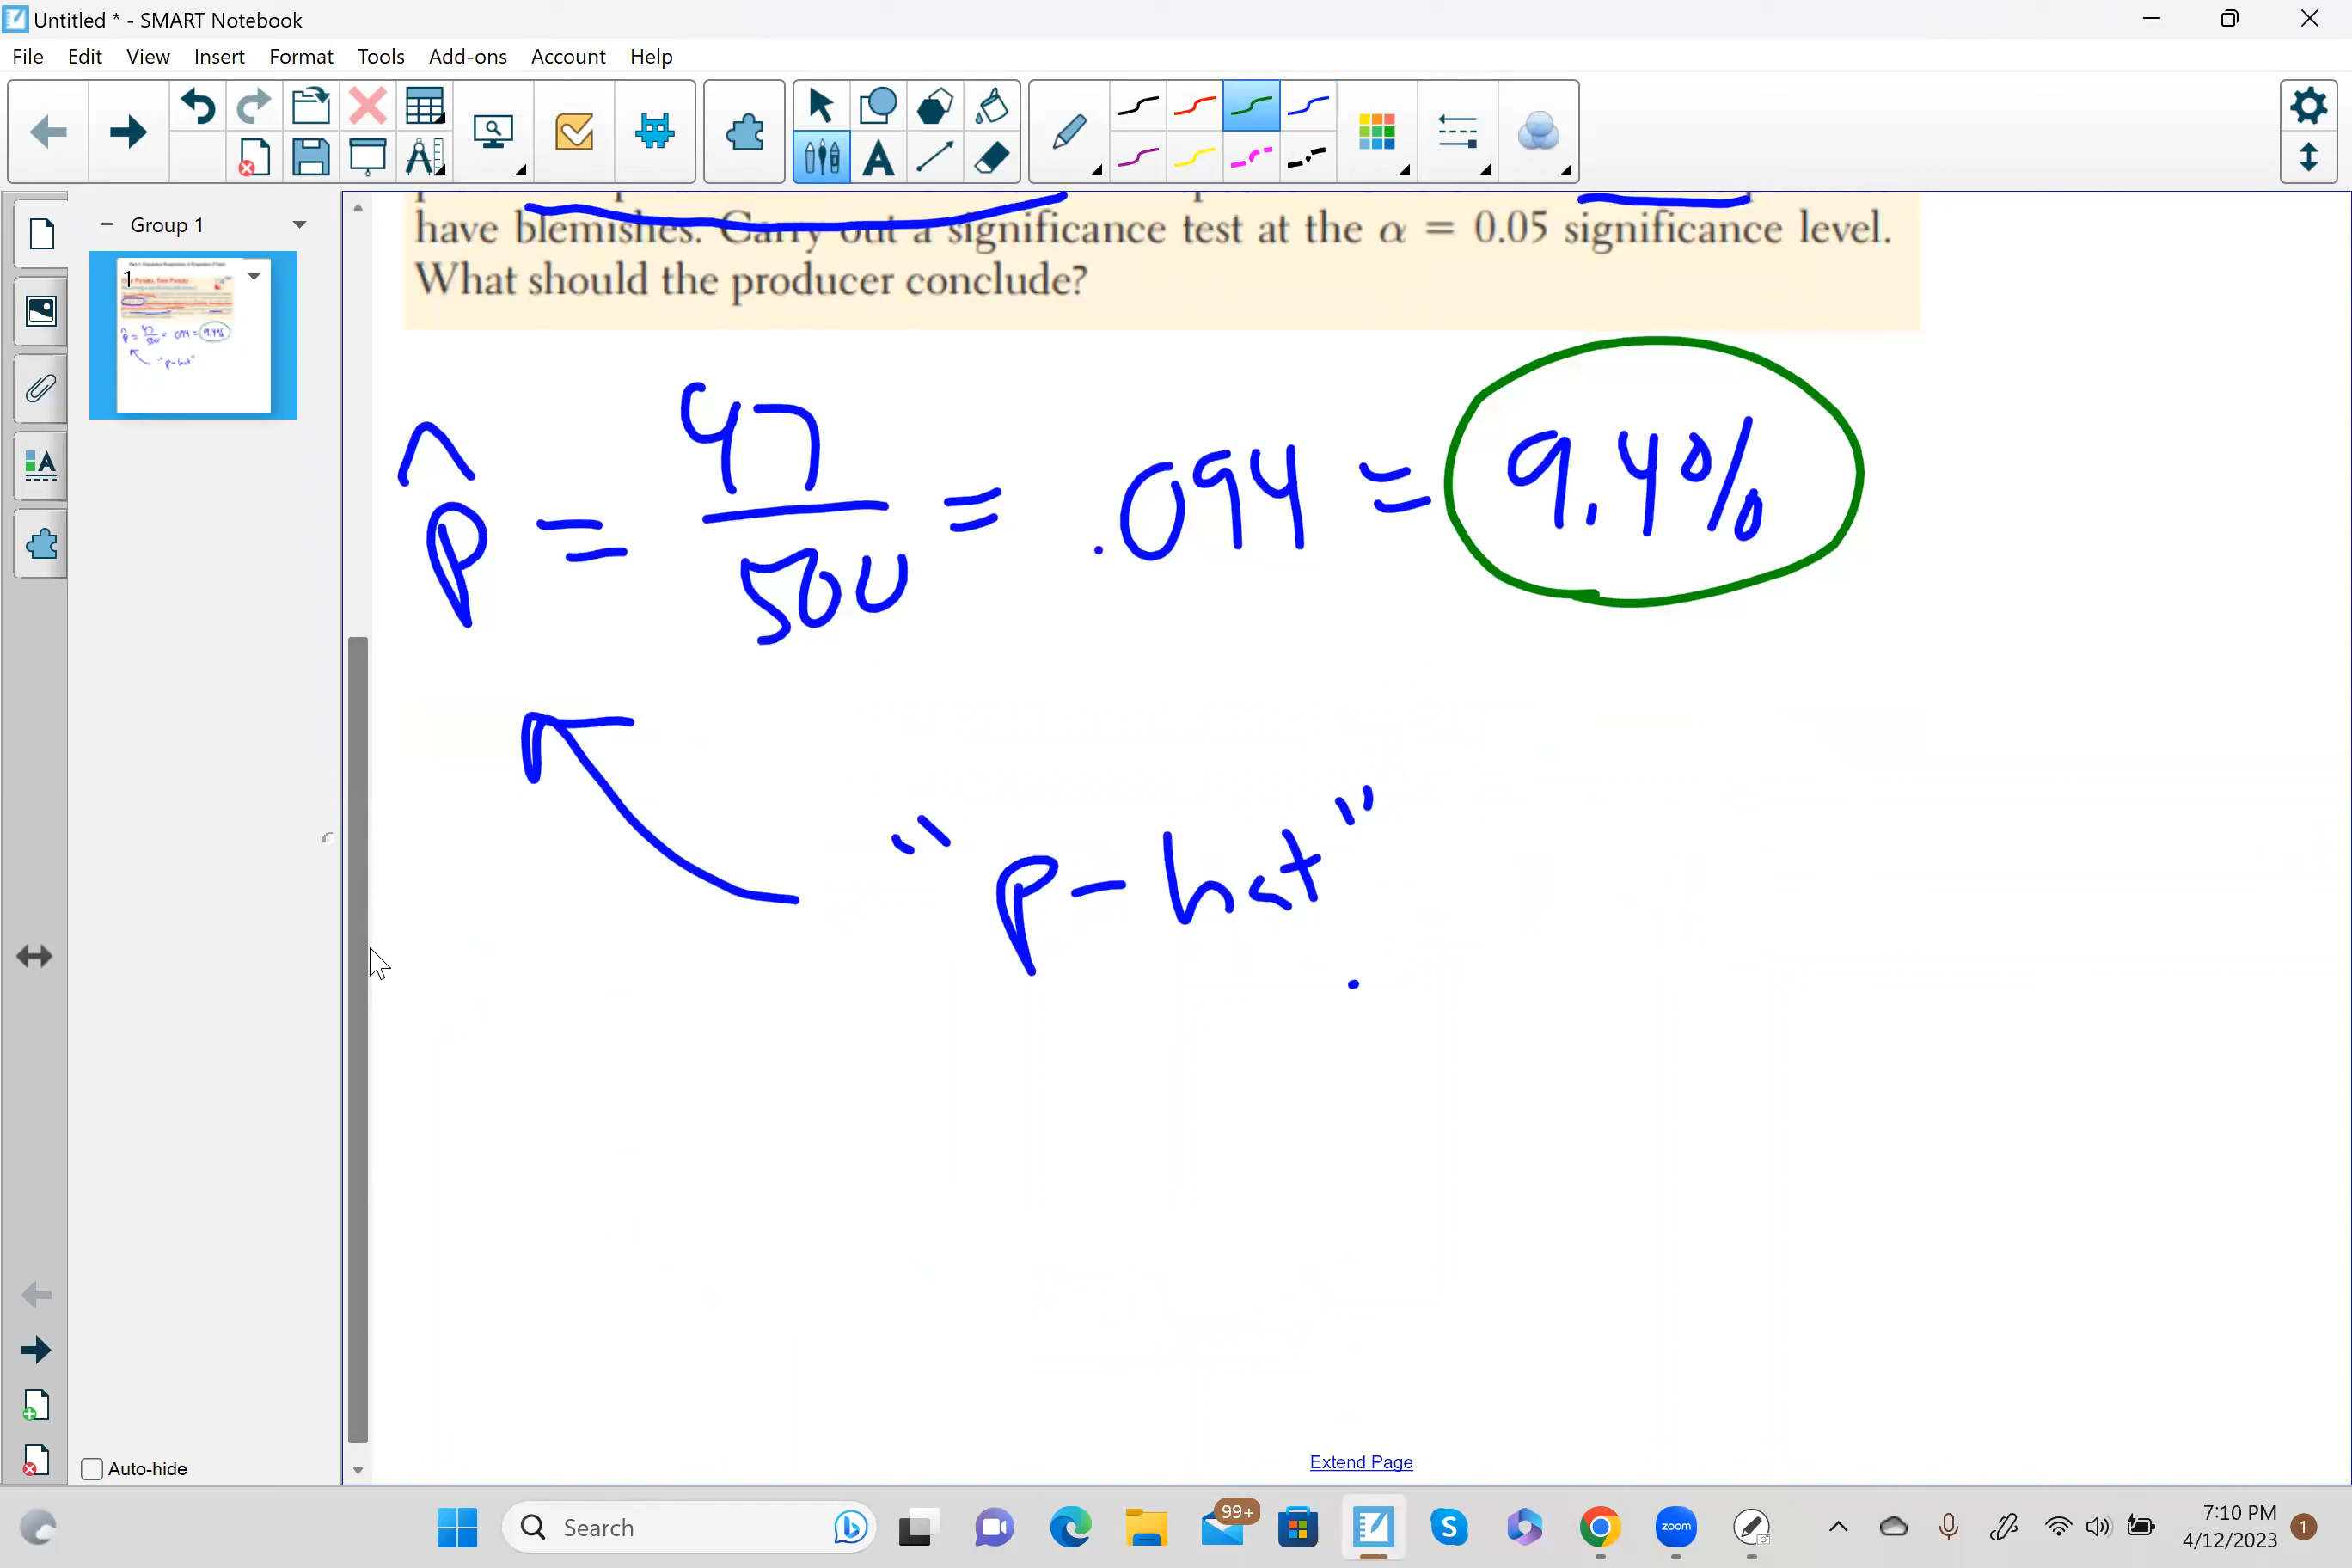 Untitled * - SMART Notebook
File Edit View Insert Format Tools Add-ons Account Help
Group 1
1
have blemishes. Carry out a significance test at the α = 0.05 significance level.
What should the producer conclude?
p̂ = 47/500 = .094 = 9.4%
"p-hat"
Extend Page
Auto-hide
Search
99+
zoom
7:10 PM
4/12/2023
1